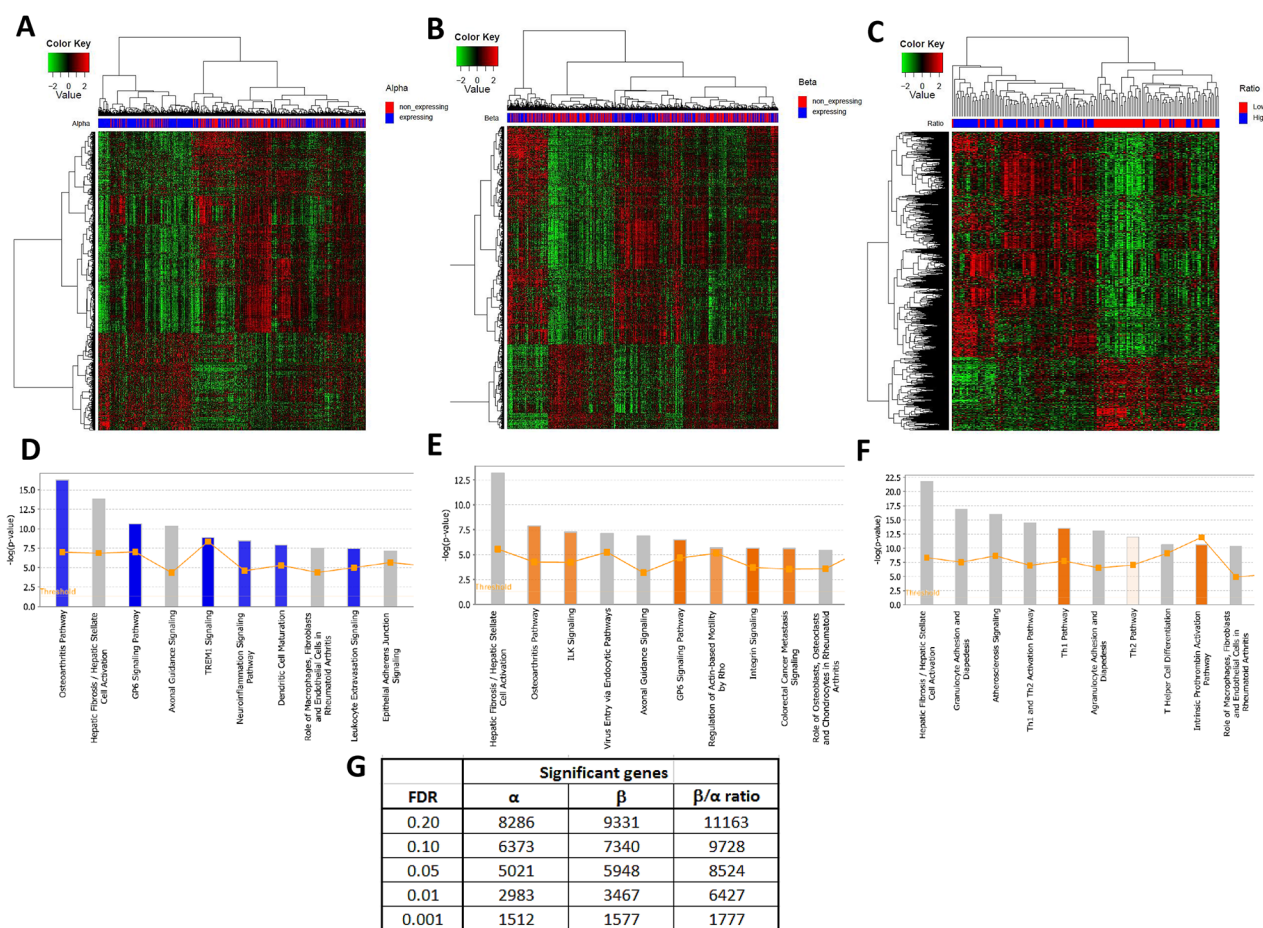 A
Color Key
−2 0 2
Value
Alpha
non_expressing
expressing
Alpha
B
Color Key
−2 0 2
Value
Beta
non_expressing
expressing
Beta
C
Color Key
−2 0 2
Value
Ratio
Low
Hig
Ratio
D
-log(p-value)
15.0
12.5
10.0
7.5
5.0
2.5
0.0
Threshold
Osteoarthritis Pathway
Hepatic Fibrosis / Hepatic Stellate
Cell Activation
GP6 Signaling Pathway
Axonal Guidance Signaling
TREM1 Signaling
Neuroinflammation Signaling
Pathway
Dendritic Cell Maturation
Role of Macrophages, Fibroblasts
and Endothelial Cells in
Rheumatoid Arthritis
Leukocyte Extravasation Signaling
Epithelial Adherens Junction
Signaling
E
-log(p-value)
12.5
10.0
7.5
5.0
2.5
0.0
Threshold
Hepatic Fibrosis / Hepatic Stellate
Cell Activation
Osteoarthritis Pathway
ILK Signaling
Virus Entry via Endocytic Pathways
Axonal Guidance Signaling
GP6 Signaling Pathway
Regulation of Actin-based Motility
by Rho
Integrin Signaling
Colorectal Cancer Metastasis
Signaling
Role of Osteoblasts, Osteoclasts
and Chondrocytes in Rheumatoid
Arthritis
F
-log(p-value)
22.5
20.0
17.5
15.0
12.5
10.0
7.5
5.0
2.5
0.0
Threshold
Hepatic Fibrosis / Hepatic Stellate
Cell Activation
Granulocyte Adhesion and
Diapedesis
Atherosclerosis Signaling
Th1 and Th2 Activation Pathway
Th1 Pathway
Agranulocyte Adhesion and
Diapedesis
Th2 Pathway
T Helper Cell Differentiation
Intrinsic Prothrombin Activation
Pathway
Role of Macrophages, Fibroblasts
and Endothelial Cells in
Rheumatoid Arthritis
G
Significant genes
FDR α β β/α ratio
0.20 8286 9331 11163
0.10 6373 7340 9728
0.05 5021 5948 8524
0.01 2983 3467 6427
0.001 1512 1577 1777